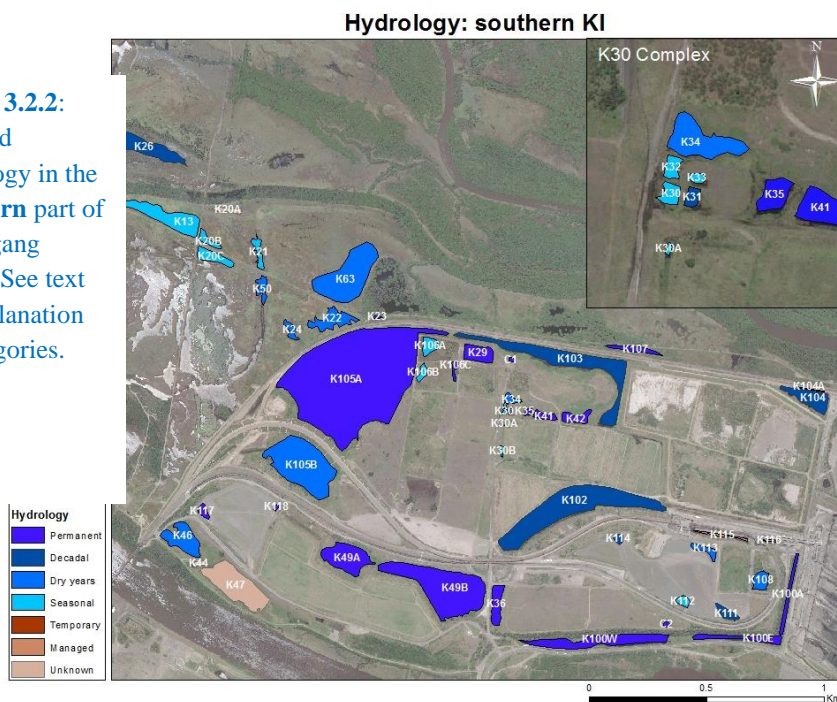 Hydrology: southern KI
3.2.2:
d
ogy in the
ern part of
gang
See text
lanation
gories.
K30 Complex
N
K34
K32
K33
K30
K31
K35
K41
K30A
K26
K20A
K13
K20B
K20C
K21
K63
K50
K22
K23
K24
K106A
K29
C1
K103
K107
K106B
K106C
K105A
K104A
K104
K34
K30
K35
K41
K42
K30A
K30B
K105B
K102
K117
K118
K46
K44
K47
K49A
K49B
K36
K114
K115
K116
K113
K108
K100A
K112
K111
C2
K100W
K100E
Hydrology
Permanent
Decadal
Dry years
Seasonal
Temporary
Managed
Unknown
0 0.5 1
Km